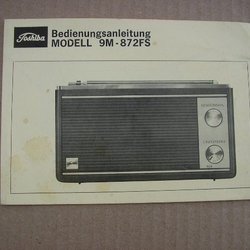 Toshiba
Bedienungsanleitung
MODELL 9M-872FS